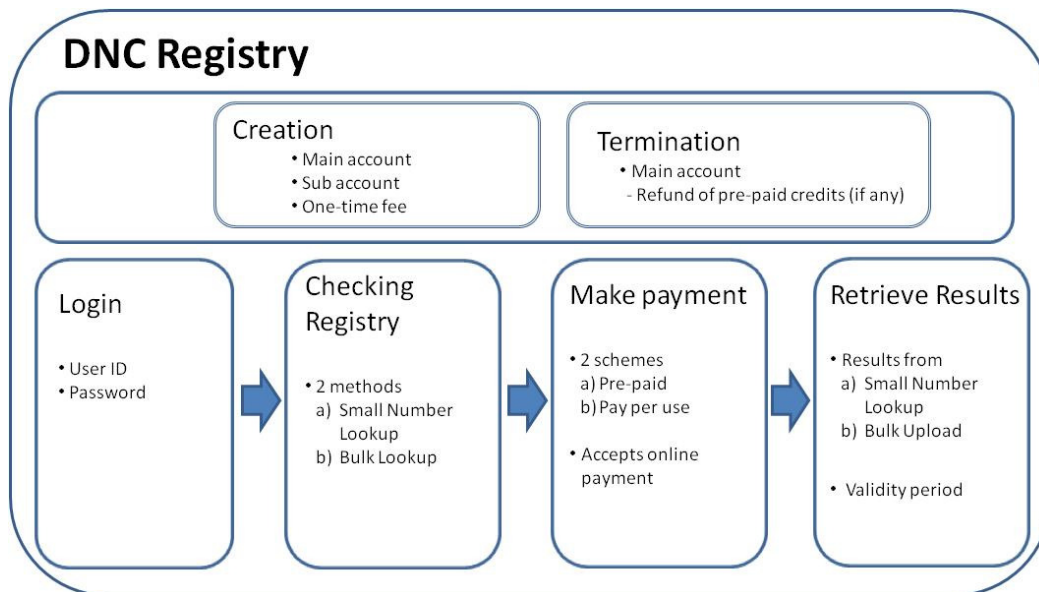 DNC Registry
Creation
• Main account
• Sub account
• One-time fee
Termination
• Main account
- Refund of pre-paid credits (if any)
Login
• User ID
• Password
Checking
Registry
• 2 methods
a) Small Number
Lookup
b) Bulk Lookup
Make payment
• 2 schemes
a) Pre-paid
b) Pay per use
• Accepts online
payment
Retrieve Results
• Results from
a) Small Number
Lookup
b) Bulk Upload
• Validity period